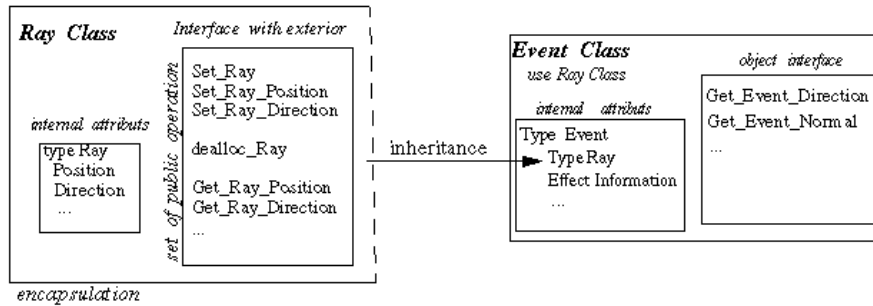 Ray Class
Interface with exterior
internal attributs
type Ray
Position
Direction
...
set of public operation
Set_Ray
Set_Ray_Position
Set_Ray_Direction
dealloc_Ray
Get_Ray_Position
Get_Ray_Direction
...
encapsulation
inheritance
Event Class
use Ray Class
internal attributs
Type Event
Type Ray
Effect Information
...
object interface
Get_Event_Direction
Get_Event_Normal
...